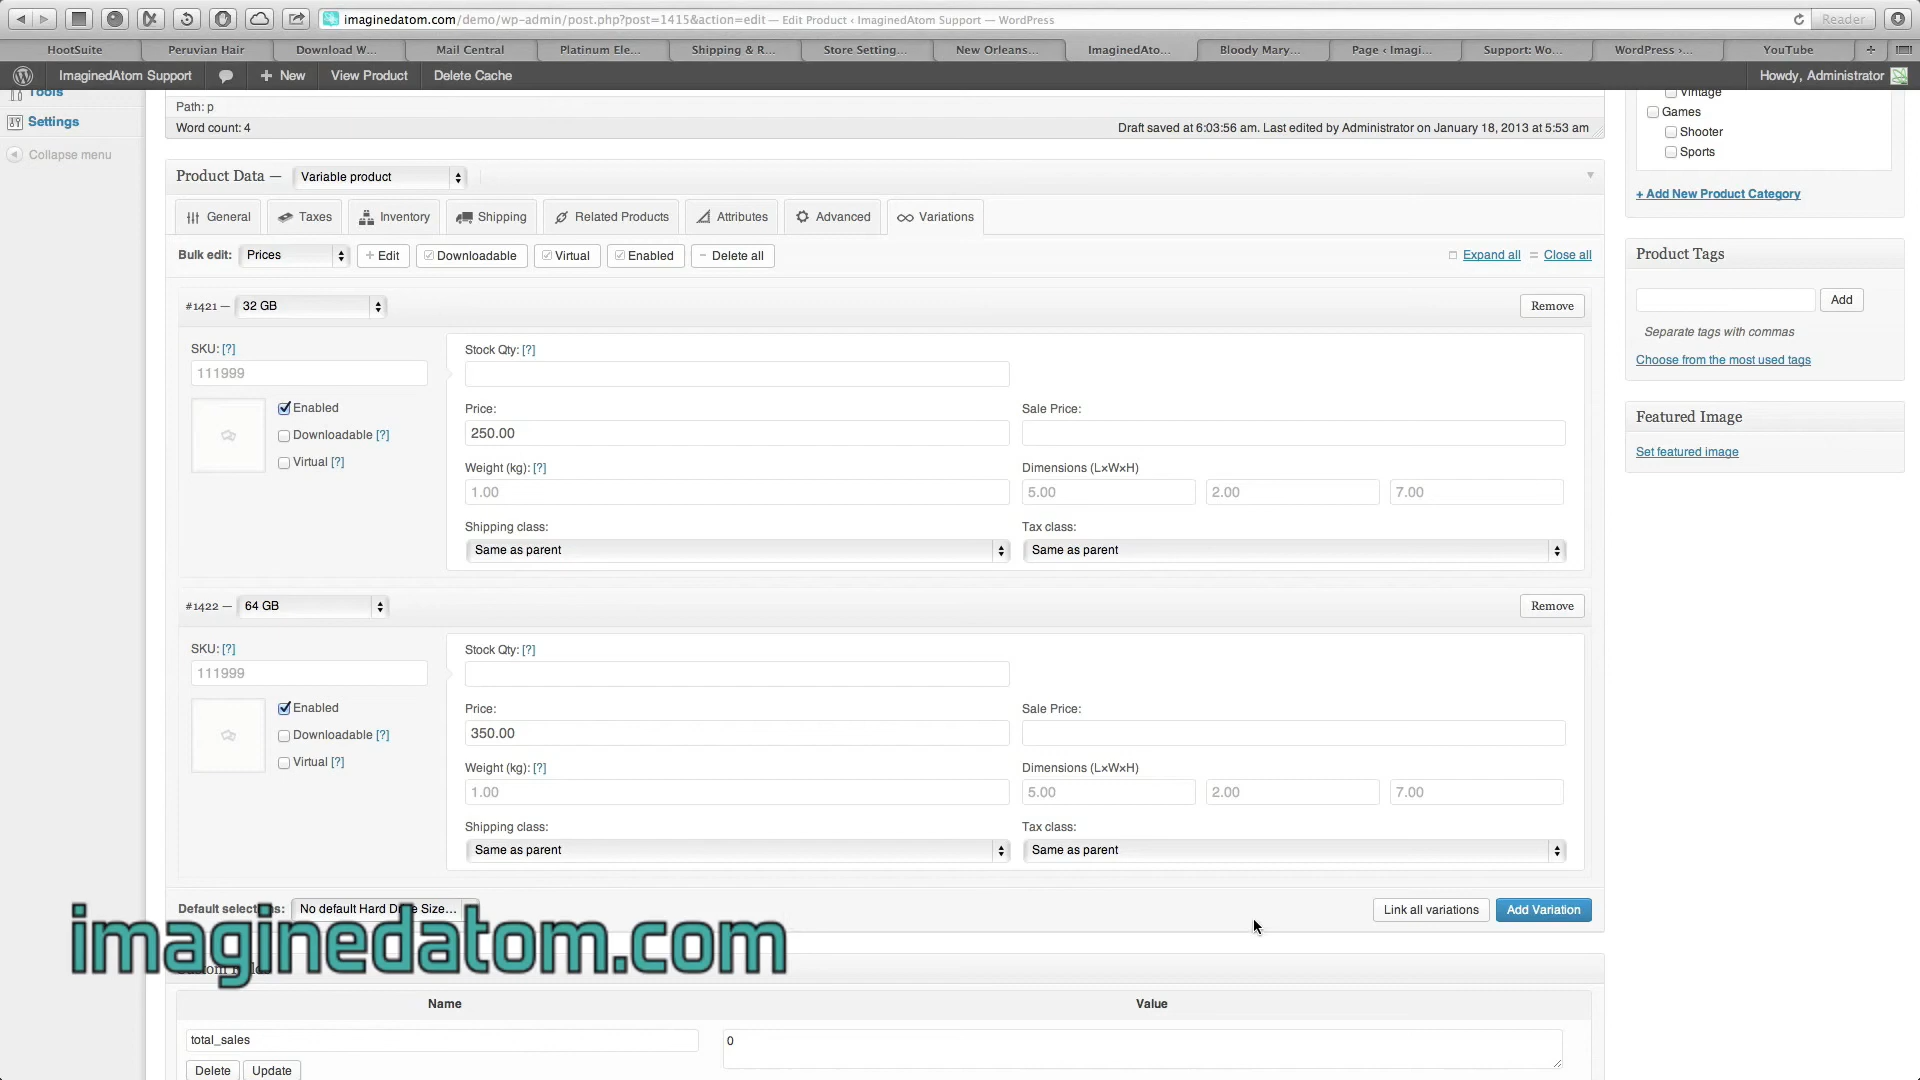 imaginedatom.com/demo/wp-admin/post.php?post=1415&action=edit — Edit Product ‹ ImaginedAtom Support — WordPress
Reader
HootSuite
Peruvian Hair
Download W...
Mail Central
Platinum Ele...
Shipping & R...
Store Setting...
New Orleans...
ImaginedAto...
Bloody Mary...
Page ‹ Imagi...
Support: Wo...
WordPress ›...
YouTube
ImaginedAtom Support
+ New
View Product
Delete Cache
Howdy, Administrator
Tools
Settings
Collapse menu
Path: p
Word count: 4
Draft saved at 6:03:56 am. Last edited by Administrator on January 18, 2013 at 5:53 am
Product Data —
Variable product
General
Taxes
Inventory
Shipping
Related Products
Attributes
Advanced
Variations
Bulk edit:
Prices
+ Edit
Downloadable
Virtual
Enabled
− Delete all
Expand all
Close all
#1421 —
32 GB
Remove
SKU: [?]
111999
Enabled
Downloadable [?]
Virtual [?]
Stock Qty: [?]
Price:
250.00
Sale Price:
Weight (kg): [?]
1.00
Dimensions (L×W×H)
5.00
2.00
7.00
Shipping class:
Same as parent
Tax class:
Same as parent
#1422 —
64 GB
Remove
SKU: [?]
111999
Enabled
Downloadable [?]
Virtual [?]
Stock Qty: [?]
Price:
350.00
Sale Price:
Weight (kg): [?]
1.00
Dimensions (L×W×H)
5.00
2.00
7.00
Shipping class:
Same as parent
Tax class:
Same as parent
Default selections:
No default Hard Drive Size...
Link all variations
Add Variation
imaginedatom.com
Name
Value
total_sales
0
Delete
Update
Vintage
Games
Shooter
Sports
+ Add New Product Category
Product Tags
Add
Separate tags with commas
Choose from the most used tags
Featured Image
Set featured image